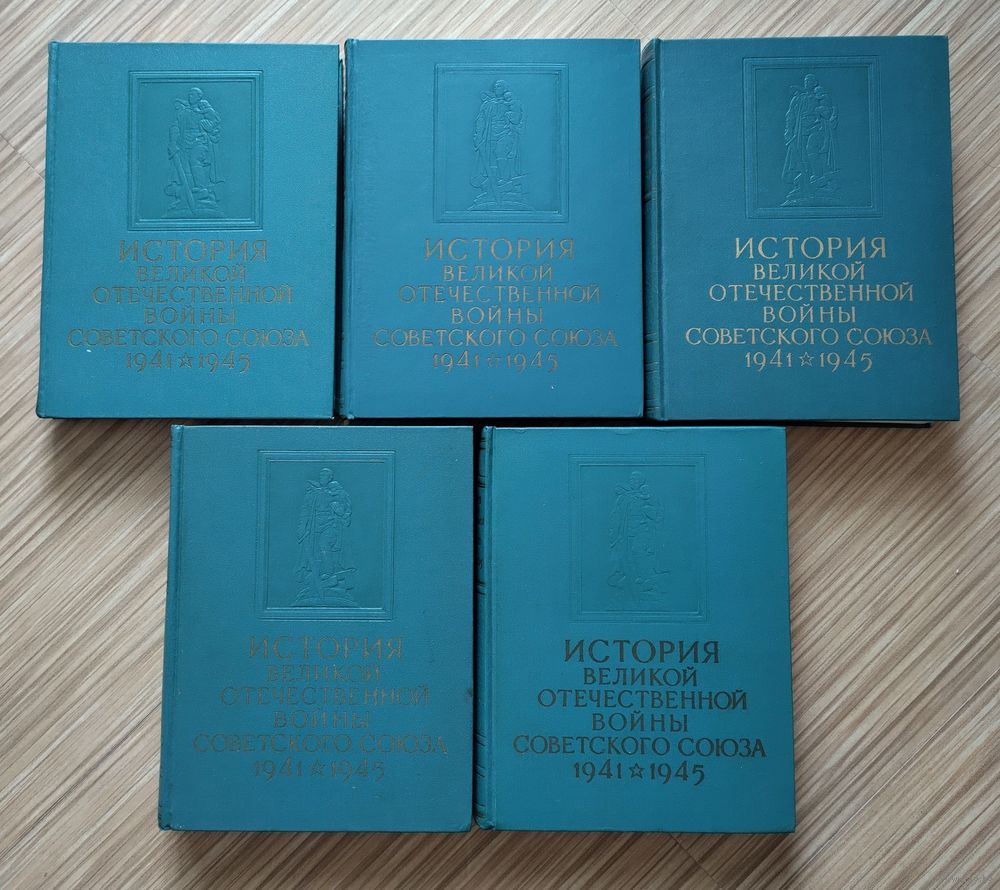 ИСТОРИЯ
ВЕЛИКОЙ
ОТЕЧЕСТВЕННОЙ
ВОЙНЫ
СОВЕТСКОГО СОЮЗА
1941☆1945
ИСТОРИЯ
ВЕЛИКОЙ
ОТЕЧЕСТВЕННОЙ
ВОЙНЫ
СОВЕТСКОГО СОЮЗА
1941☆1945
ИСТОРИЯ
ВЕЛИКОЙ
ОТЕЧЕСТВЕННОЙ
ВОЙНЫ
СОВЕТСКОГО СОЮЗА
1941☆1945
ИСТОРИЯ
ВЕЛИКОЙ
ОТЕЧЕСТВЕННОЙ
ВОЙНЫ
СОВЕТСКОГО СОЮЗА
1941☆1945
ИСТОРИЯ
ВЕЛИКОЙ
ОТЕЧЕСТВЕННОЙ
ВОЙНЫ
СОВЕТСКОГО СОЮЗА
1941☆1945